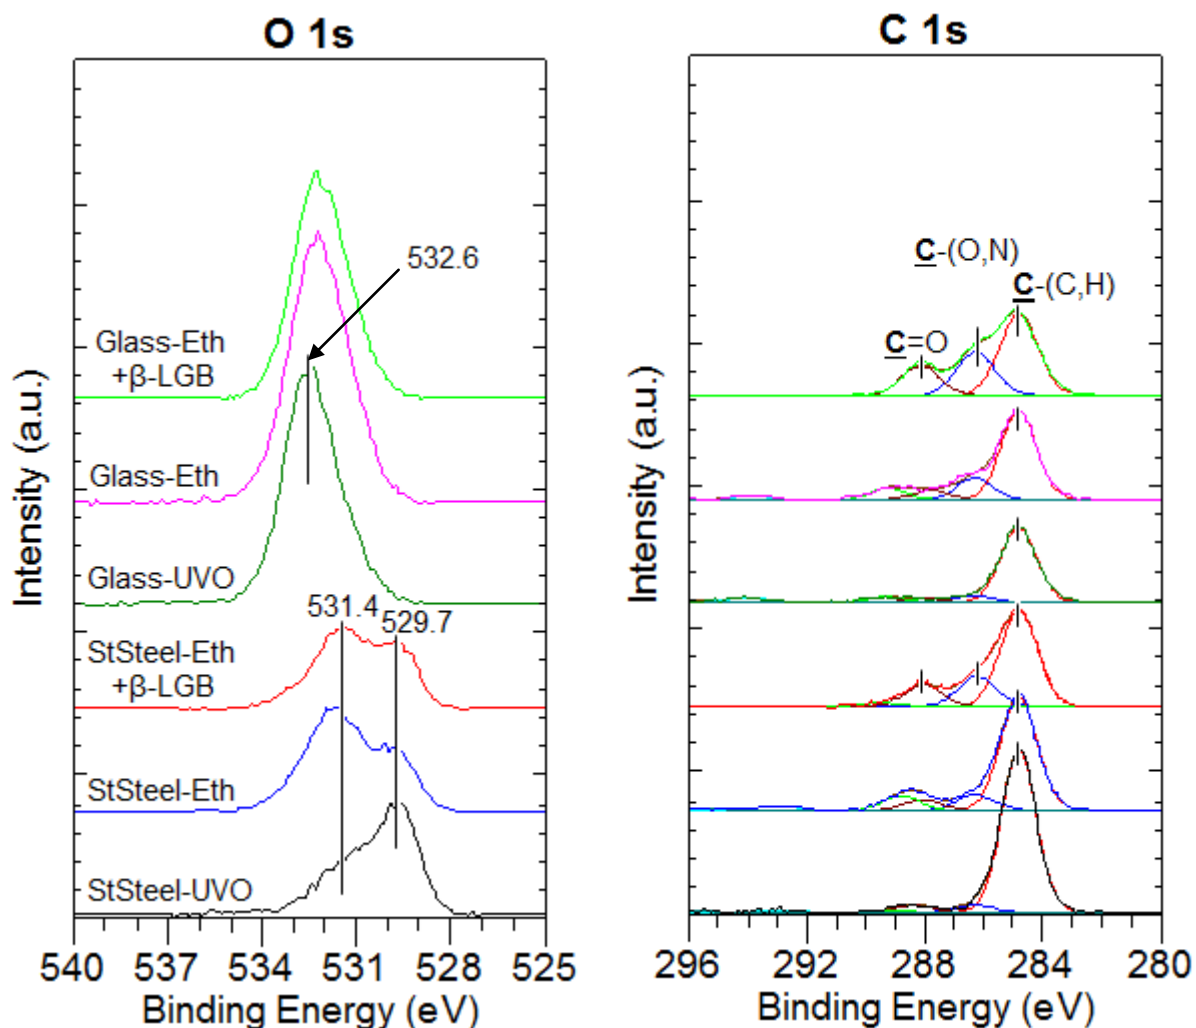 O 1s
C 1s
532.6
Glass-Eth
+β-LGB
Glass-Eth
Glass-UVO
531.4
529.7
StSteel-Eth
+β-LGB
StSteel-Eth
StSteel-UVO
Intensity (a.u.)
540 537 534 531 528 525
Binding Energy (eV)
C-(O,N)
C-(C,H)
C=O
Intensity (a.u.)
296 292 288 284 280
Binding Energy (eV)